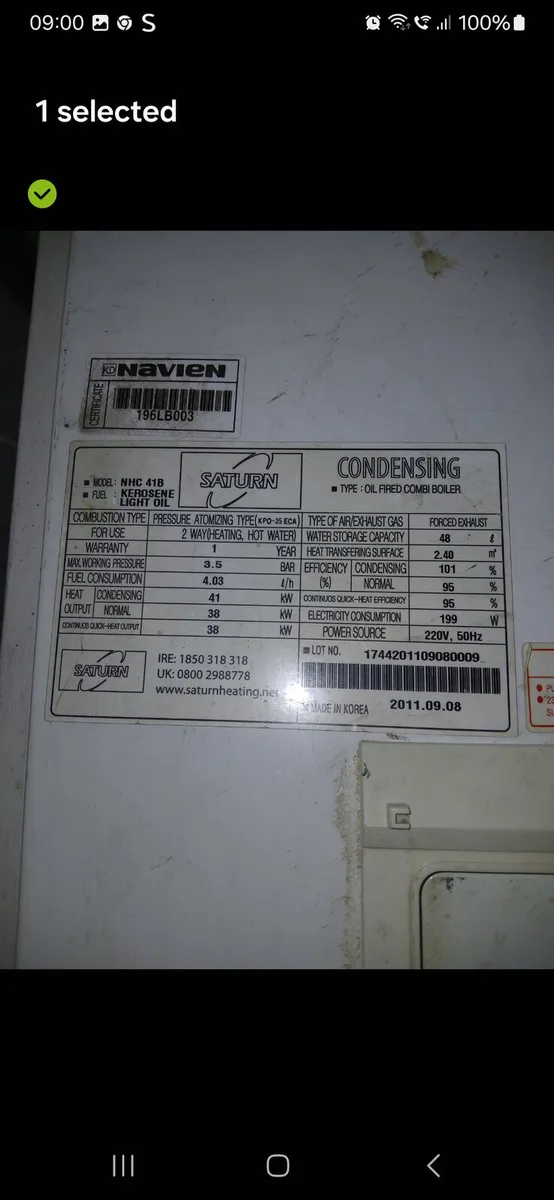 09:00 S 100%
1 selected
KD NAVIEN
CERTIFICATE
196LB003
MODEL: NHC 41B
FUEL: KEROSENE
LIGHT OIL
SATURN
CONDENSING
TYPE : OIL FIRED COMBI BOILER
COMBUSTION TYPE PRESSURE ATOMIZING TYPE(KPO-35 ECA) TYPE OF AIR/EXHAUST GAS FORCED EXHAUST
FOR USE 2 WAY(HEATING, HOT WATER) WATER STORAGE CAPACITY 48 ℓ
WARRANTY 1 YEAR HEAT TRANSFERING SURFACE 2.40 ㎡
MAX. WORKING PRESSURE 3.5 BAR EFFICIENCY (%) CONDENSING 101 %
FUEL CONSUMPTION 4.03 ℓ/h NORMAL 95 %
HEAT OUTPUT CONDENSING 41 kW CONTINUOS QUICK-HEAT EFFICIENCY 95 %
NORMAL 38 kW ELECTRICITY CONSUMPTION 199 W
CONTINUOS QUICK-HEAT OUTPUT 38 kW POWER SOURCE 220V, 50Hz
SATURN
IRE: 1850 318 318
UK: 0800 2988778
www.saturnheating.net
LOT NO. 1744201109080009
MADE IN KOREA 2011.09.08